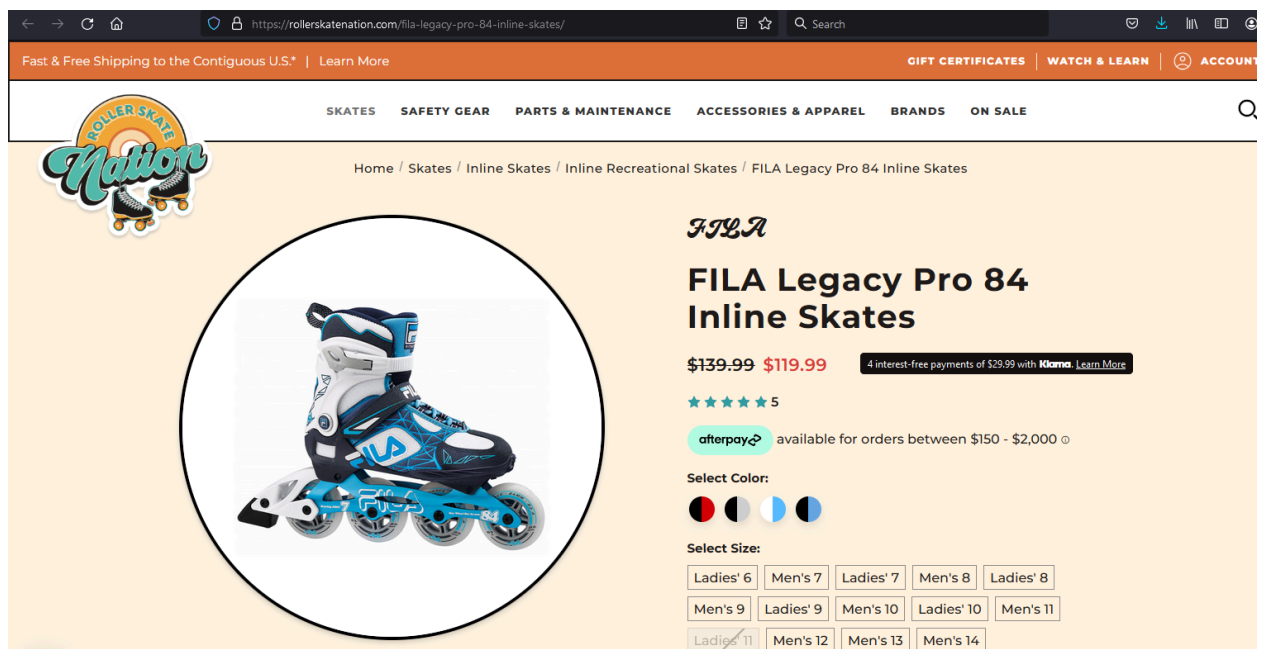 https://rollerskatenation.com/fila-legacy-pro-84-inline-skates/
Search
Fast & Free Shipping to the Contiguous U.S.* | Learn More
GIFT CERTIFICATES | WATCH & LEARN | ACCOUNT
ROLLER SKATE
Nation
SKATES SAFETY GEAR PARTS & MAINTENANCE ACCESSORIES & APPAREL BRANDS ON SALE
Home / Skates / Inline Skates / Inline Recreational Skates / FILA Legacy Pro 84 Inline Skates
FILA
FILA Legacy Pro 84
Inline Skates
$139.99 $119.99
4 interest-free payments of $29.99 with Klarna. Learn More
5
afterpay available for orders between $150 - $2,000
Select Color:
Select Size:
Ladies' 6 Men's 7 Ladies' 7 Men's 8 Ladies' 8
Men's 9 Ladies' 9 Men's 10 Ladies' 10 Men's 11
Ladies' 11 Men's 12 Men's 13 Men's 14
FILA
FILA
84